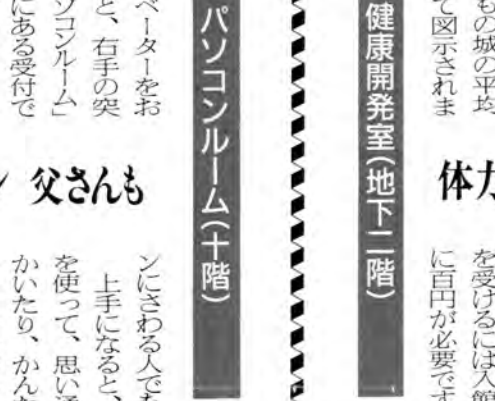 もの城の平均
て図示されま
体力
を受けるには入館
に百円が必要です
健康開発室(地下二階)
パソコンルーム(十階)
ベーターをお
と、右手の突
ソコンルーム」
にある受付で
父さんも
ンにさわる人でも
上手になると、
を使って、思い通
かいたり、かんた